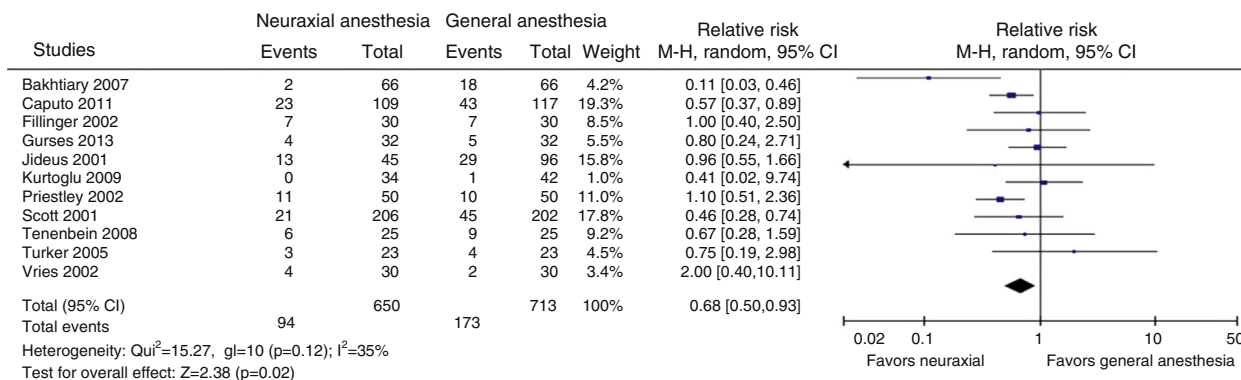 Neuraxial anesthesia General anesthesia Relative risk Relative risk
Studies Events Total Events Total Weight M-H, random, 95% CI M-H, random, 95% CI
Bakhtiary 2007 2 66 18 66 4.2% 0.11 [0.03, 0.46]
Caputo 2011 23 109 43 117 19.3% 0.57 [0.37, 0.89]
Fillinger 2002 7 30 7 30 8.5% 1.00 [0.40, 2.50]
Gurses 2013 4 32 5 32 5.5% 0.80 [0.24, 2.71]
Jideus 2001 13 45 29 96 15.8% 0.96 [0.55, 1.66]
Kurtoglu 2009 0 34 1 42 1.0% 0.41 [0.02, 9.74]
Priestley 2002 11 50 10 50 11.0% 1.10 [0.51, 2.36]
Scott 2001 21 206 45 202 17.8% 0.46 [0.28, 0.74]
Tenenbein 2008 6 25 9 25 9.2% 0.67 [0.28, 1.59]
Turker 2005 3 23 4 23 4.5% 0.75 [0.19, 2.98]
Vries 2002 4 30 2 30 3.4% 2.00 [0.40,10.11]
Total (95% CI) 650 713 100% 0.68 [0.50,0.93]
Total events 94 173
Heterogeneity: Qui²=15.27, gl=10 (p=0.12); I²=35%
Test for overall effect: Z=2.38 (p=0.02)
0.02 0.1 1 10 50
Favors neuraxial Favors general anesthesia